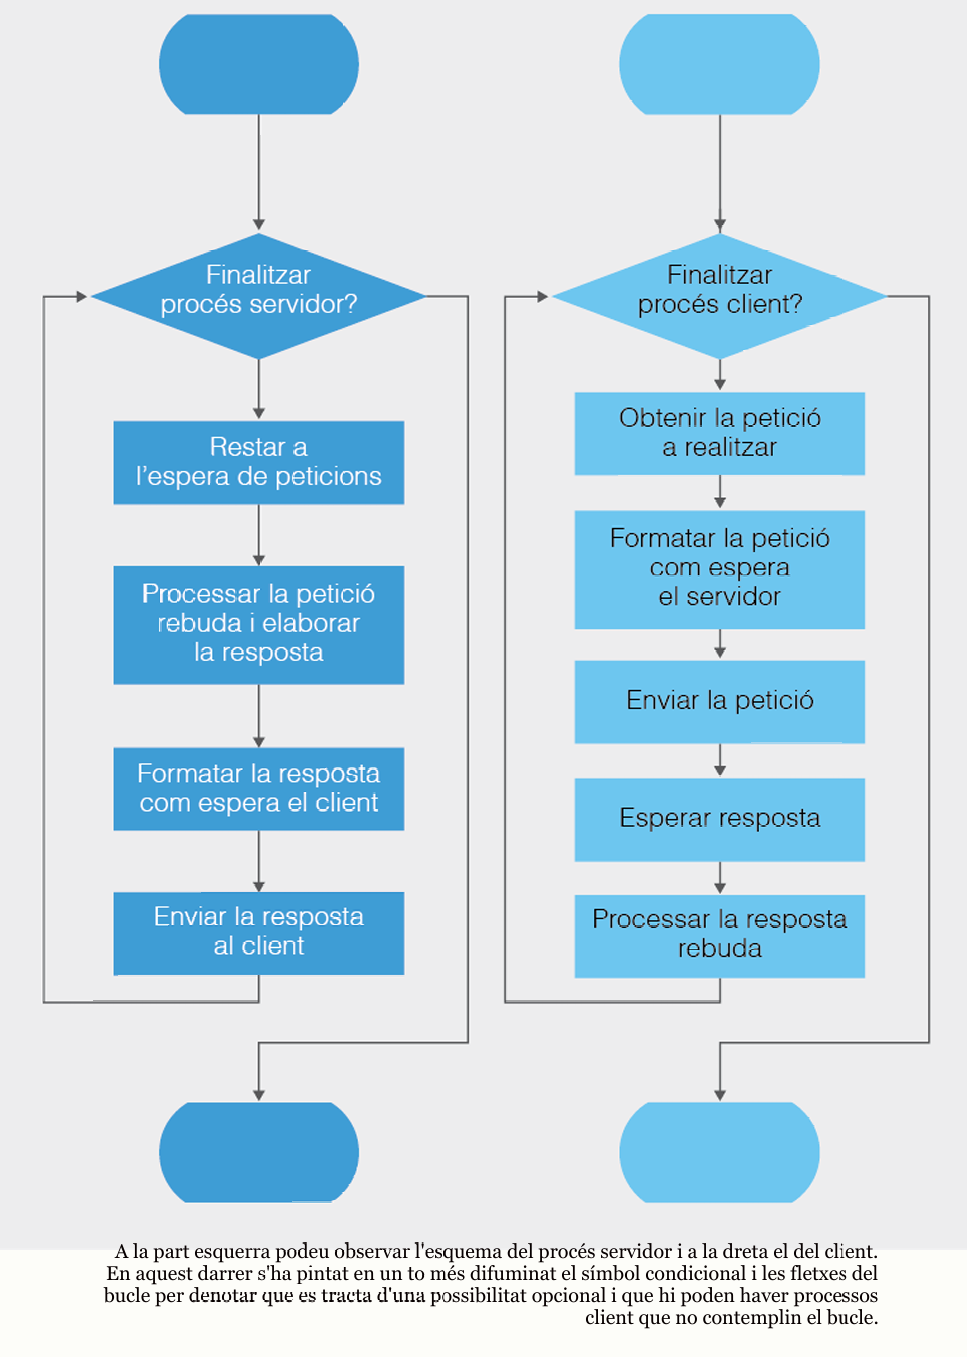 Finalitzar
procés servidor?
Restar a
l’espera de peticions
Processar la petició
rebuda i elaborar
la resposta
Formatar la resposta
com espera el client
Enviar la resposta
al client
Finalitzar
procés client?
Obtenir la petició
a realitzar
Formatar la petició
com espera
el servidor
Enviar la petició
Esperar resposta
Processar la resposta
rebuda
A la part esquerra podeu observar l'esquema del procés servidor i a la dreta el del client.
En aquest darrer s'ha pintat en un to més difuminat el símbol condicional i les fletxes del
bucle per denotar que es tracta d'una possibilitat opcional i que hi poden haver processos
client que no contemplin el bucle.